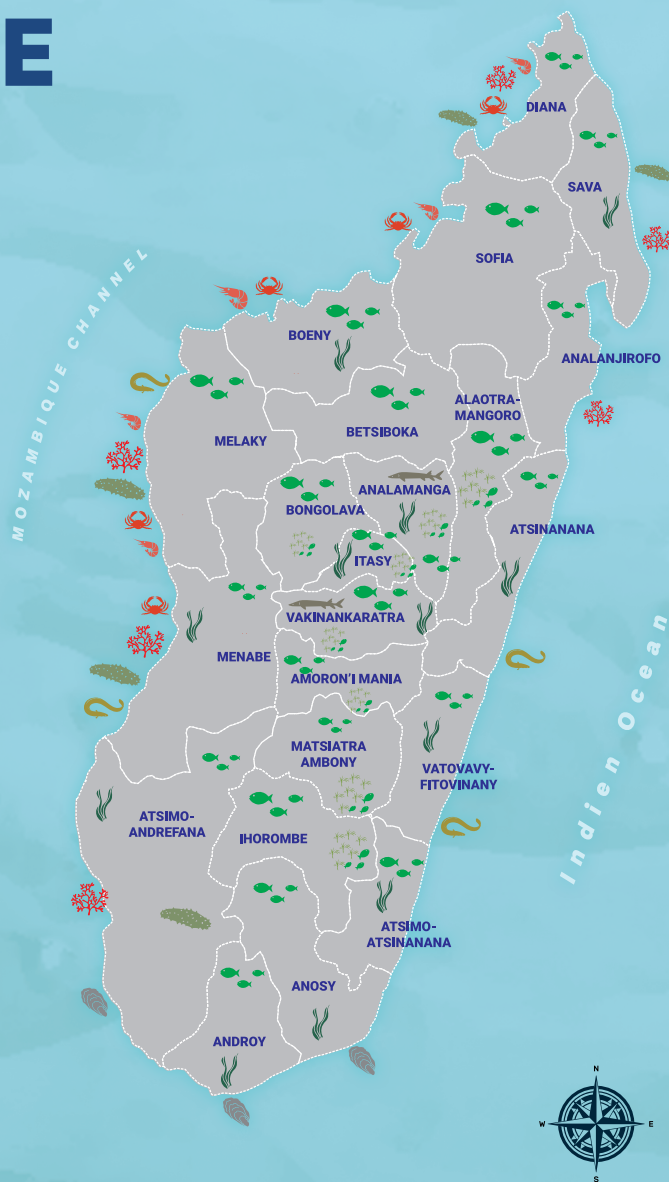 E
DIANA
SAVA
SOFIA
MOZAMBIQUE CHANNEL
BOENY
ANALANJIROFO
ALAOTRA-
MANGORO
BETSIBOKA
MELAKY
ANALAMANGA
BONGOLAVA
ATSINANANA
ITASY
VAKINANKARATRA
MENABE
AMORON'I MANIA
MATSIATRA
AMBONY
VATOVAVY-
FITOVINANY
Indien Ocean
ATSIMO-
ANDREFANA
IHOROMBE
ATSIMO-
ATSINANANA
ANOSY
ANDROY
N
W
E
S